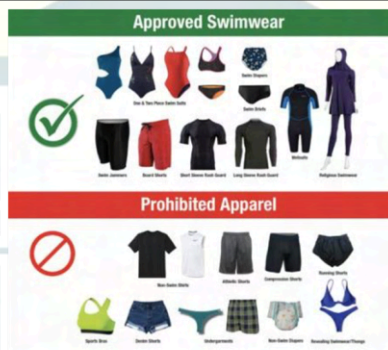 Approved Swimwear
One & Two Piece Swim Suits
Swim Diapers
Swim Briefs
Swim Jammers
Board Shorts
Short Sleeve Rash Guard
Long Sleeve Rash Guard
Wetsuits
Religious Swimwear
Prohibited Apparel
Non-Swim Shirts
Athletic Shorts
Compression Shorts
Running Shorts
Sports Bras
Denim Shorts
Undergarments
Non-Swim Diapers
Revealing Swimwear/Thongs